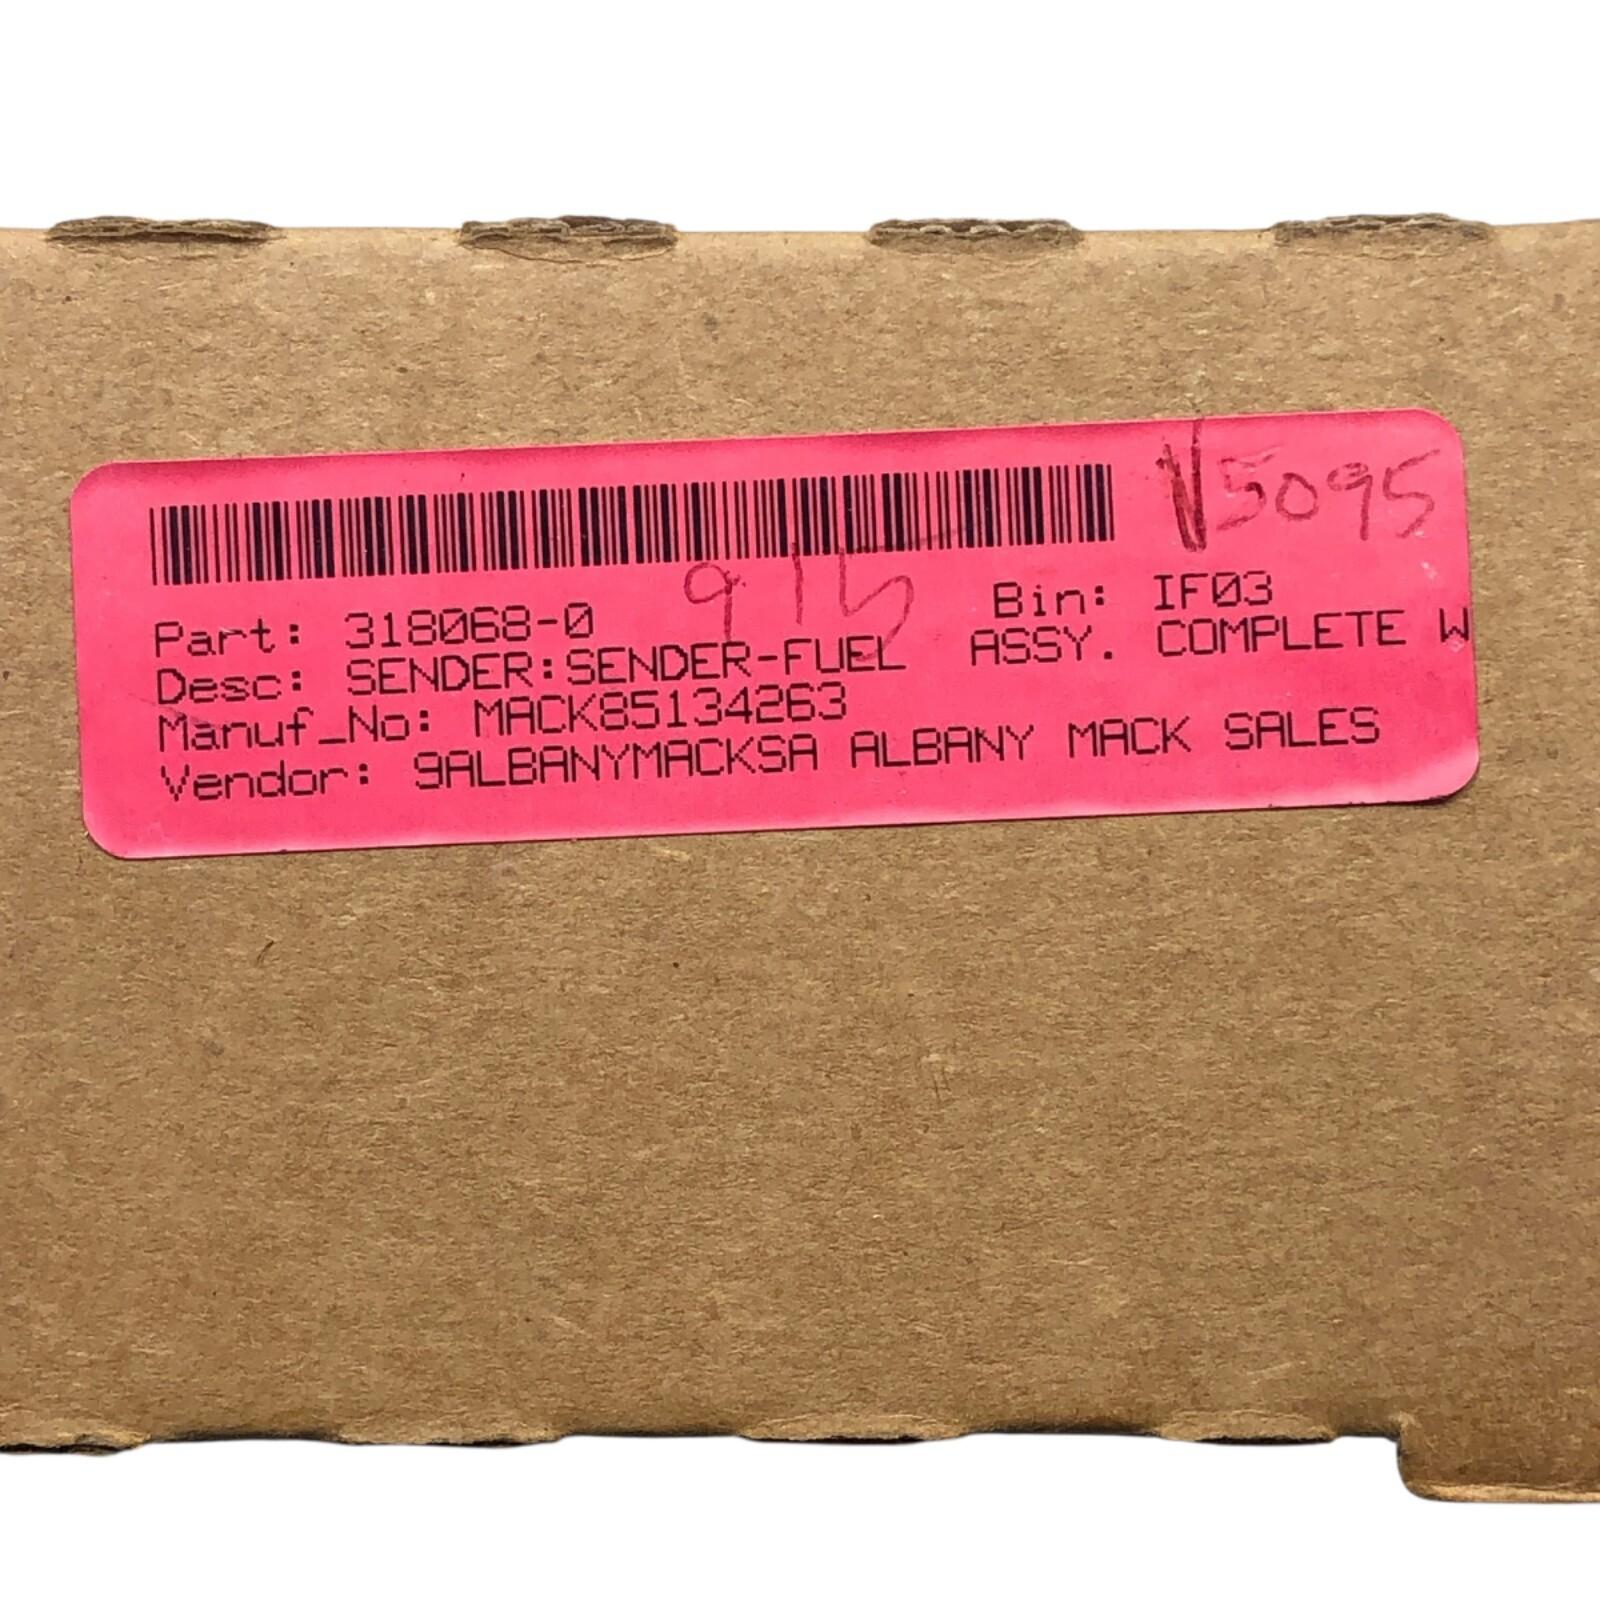 V5095
915
Part: 318068-0 Bin: IF03
Desc: SENDER:SENDER-FUEL ASSY. COMPLETE W
Manuf_No: MACK85134263
Vendor: 9ALBANYMACKSA ALBANY MACK SALES